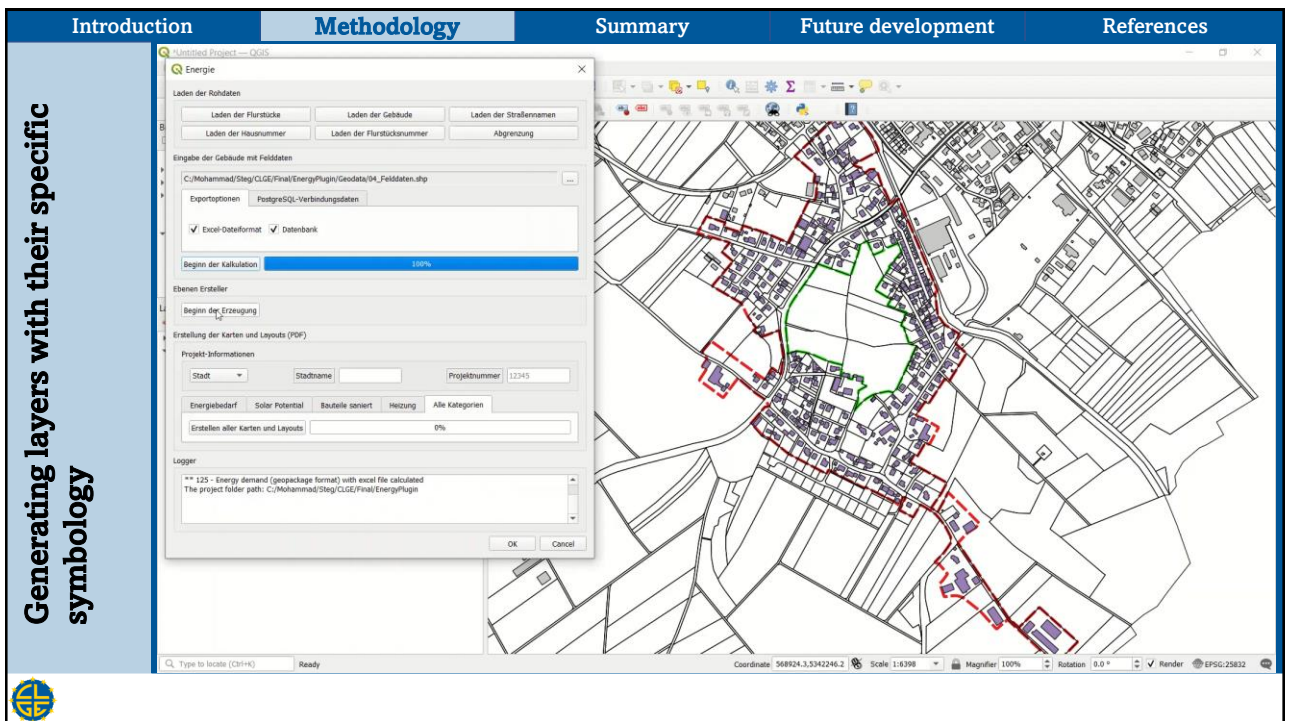 Introduction Methodology Summary Future development References
Generating layers with their specific
symbology
*Untitled Project — QGIS
Energie
Laden der Rohdaten
Laden der Flurstücke Laden der Gebäude Laden der Straßennamen
Laden der Hausnummer Laden der Flurstücksnummer Abgrenzung
Eingabe der Gebäude mit Felddaten
C:/Mohammad/Steg/CLGE/Final/EnergyPlugin/Geodata/04_Felddaten.shp ...
Exportoptionen PostgreSQL-Verbindungsdaten
Excel-Dateiformat Datenbank
Beginn der Kalkulation 100%
Ebenen Ersteller
Beginn der Erzeugung
Erstellung der Karten und Layouts (PDF)
Projekt-Informationen
Stadt Stadtname Projektnummer 12345
Energiebedarf Solar Potential Bauteile saniert Heizung Alle Kategorien
Erstellen aller Karten und Layouts 0%
Logger
** 125 - Energy demand (geopackage format) with excel file calculated
The project folder path: C:/Mohammad/Steg/CLGE/Final/EnergyPlugin
OK Cancel
Type to locate (Ctrl+K) Ready Coordinate 568924.3,5342246.2 Scale 1:6398 Magnifier 100% Rotation 0.0 ° Render EPSG:25832